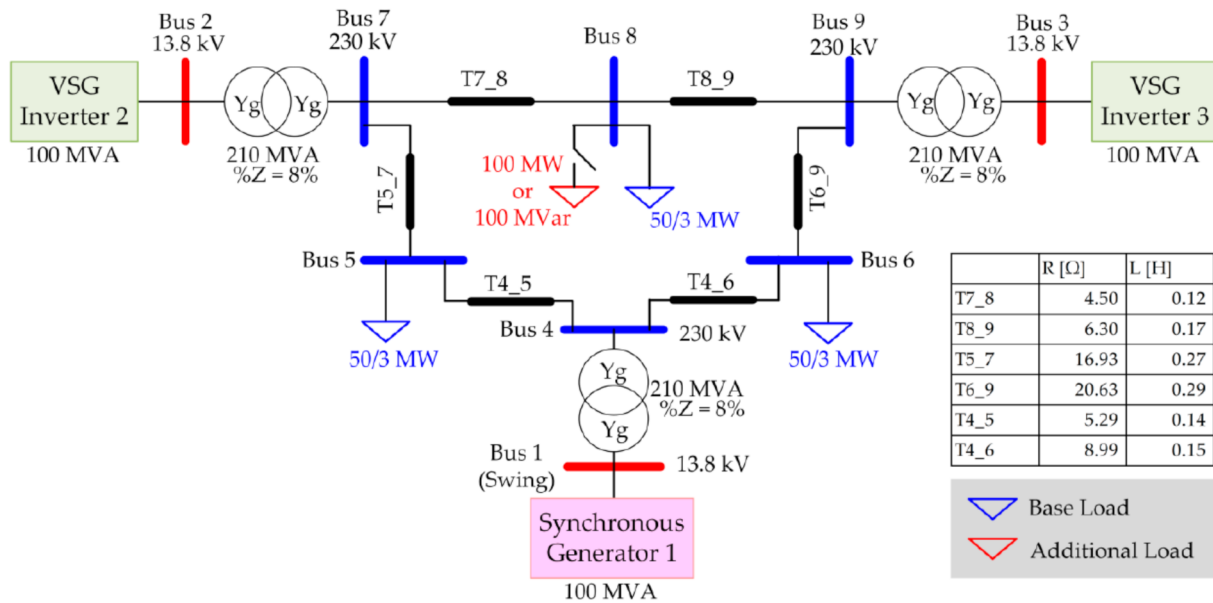 Bus 2
13.8 kV
Bus 7
230 kV
Bus 8
Bus 9
230 kV
Bus 3
13.8 kV
VSG
Inverter 2
100 MVA
Yg
Yg
210 MVA
%Z = 8%
T7_8
T8_9
Yg
Yg
210 MVA
%Z = 8%
VSG
Inverter 3
100 MVA
T5_7
100 MW
or
100 MVar
50/3 MW
T6_9
Bus 5
T4_5
T4_6
Bus 6
50/3 MW
Bus 4
230 kV
50/3 MW
Yg
Yg
210 MVA
%Z = 8%
Bus 1
(Swing)
13.8 kV
Synchronous
Generator 1
100 MVA
R [Ω] L [H]
T7_8 4.50 0.12
T8_9 6.30 0.17
T5_7 16.93 0.27
T6_9 20.63 0.29
T4_5 5.29 0.14
T4_6 8.99 0.15
Base Load
Additional Load